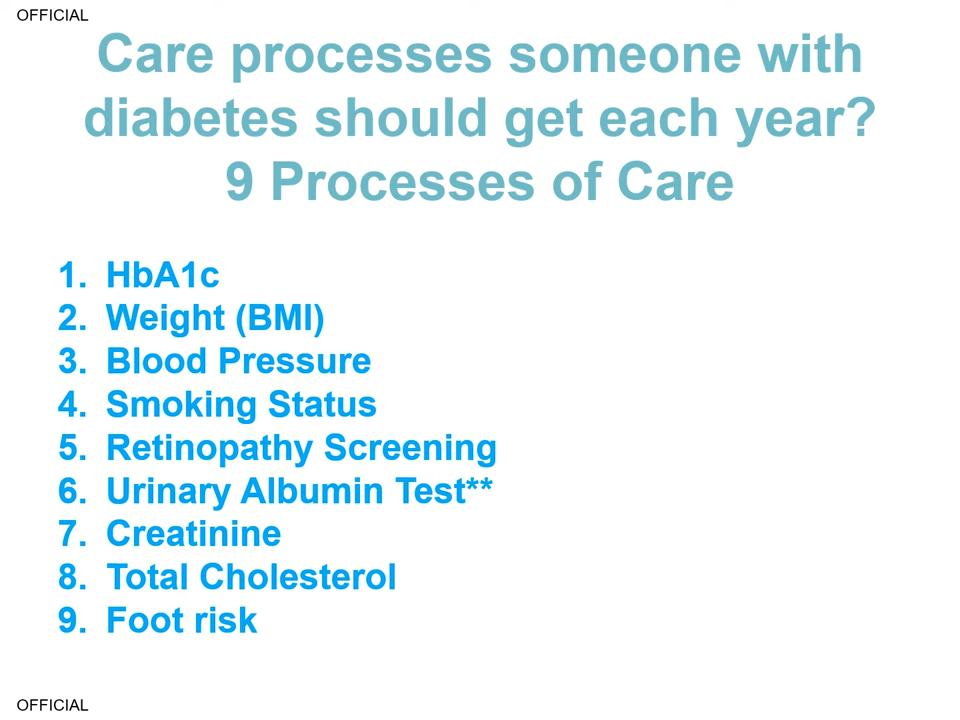 OFFICIAL
Care processes someone with
diabetes should get each year?
9 Processes of Care
1. HbA1c
2. Weight (BMI)
3. Blood Pressure
4. Smoking Status
5. Retinopathy Screening
6. Urinary Albumin Test**
7. Creatinine
8. Total Cholesterol
9. Foot risk
OFFICIAL